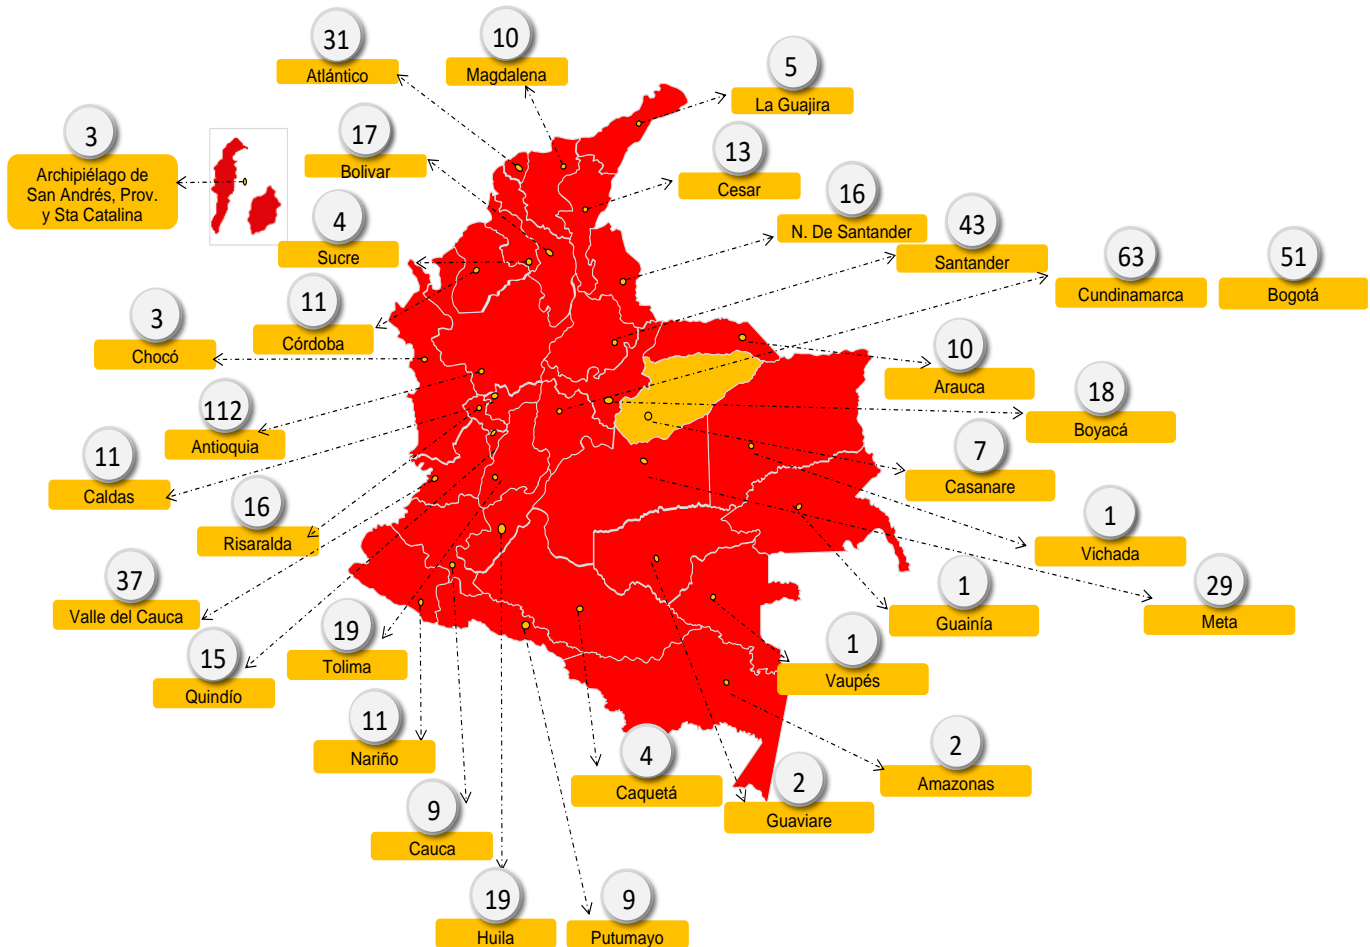 31
Atlántico
10
Magdalena
5
La Guajira
3
Archipiélago de
San Andrés, Prov.
y Sta Catalina
17
Bolivar
13
Cesar
16
N. De Santander
4
Sucre
43
Santander
63
Cundinamarca
51
Bogotá
11
Córdoba
3
Chocó
10
Arauca
112
Antioquia
18
Boyacá
11
Caldas
7
Casanare
16
Risaralda
1
Vichada
37
Valle del Cauca
1
Guainía
29
Meta
19
Tolima
15
Quindío
1
Vaupés
11
Nariño
4
Caquetá
2
Guaviare
2
Amazonas
9
Cauca
19
Huila
9
Putumayo